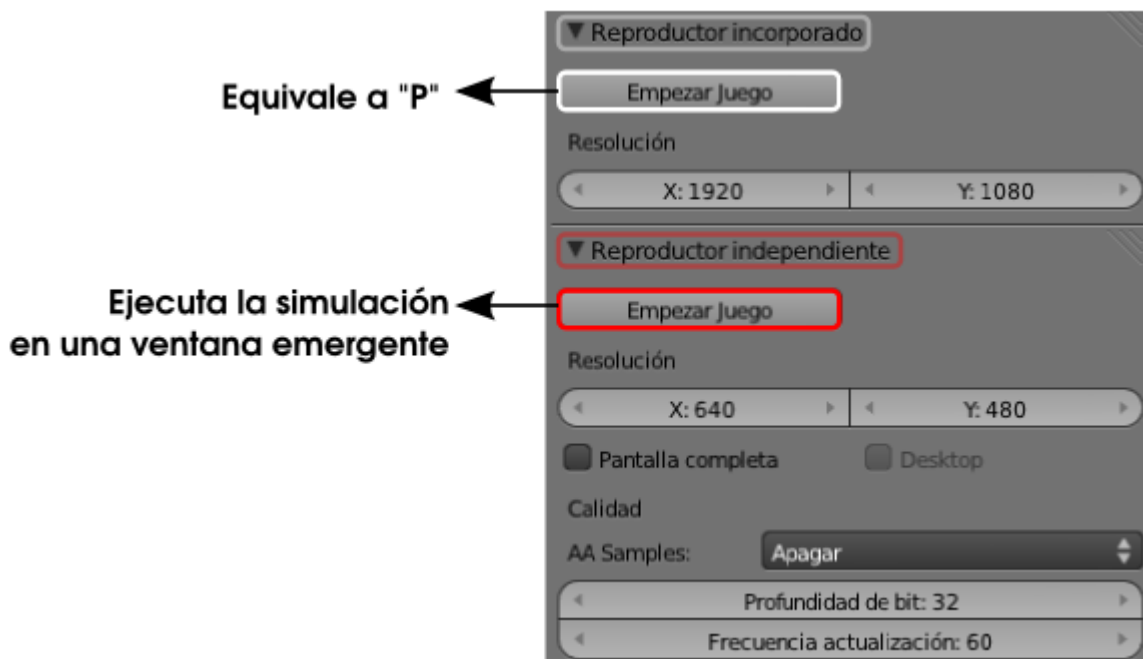 Reproductor incorporado
Equivale a "P"
Empezar Juego
Resolución
X: 1920 Y: 1080
Reproductor independiente
Ejecuta la simulación
en una ventana emergente
Empezar Juego
Resolución
X: 640 Y: 480
Pantalla completa Desktop
Calidad
AA Samples: Apagar
Profundidad de bit: 32
Frecuencia actualización: 60